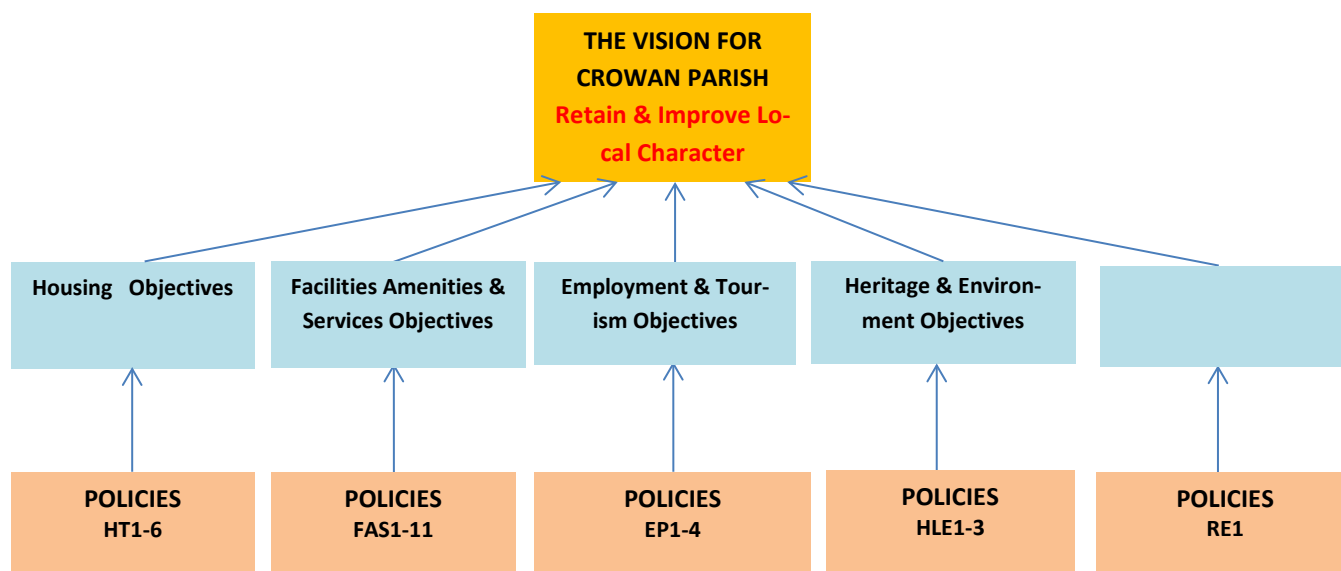 THE VISION FOR
CROWAN PARISH
Retain & Improve Lo-
cal Character
Housing Objectives
Facilities Amenities &
Services Objectives
Employment & Tour-
ism Objectives
Heritage & Environ-
ment Objectives
POLICIES
HT1-6
POLICIES
FAS1-11
POLICIES
EP1-4
POLICIES
HLE1-3
POLICIES
RE1